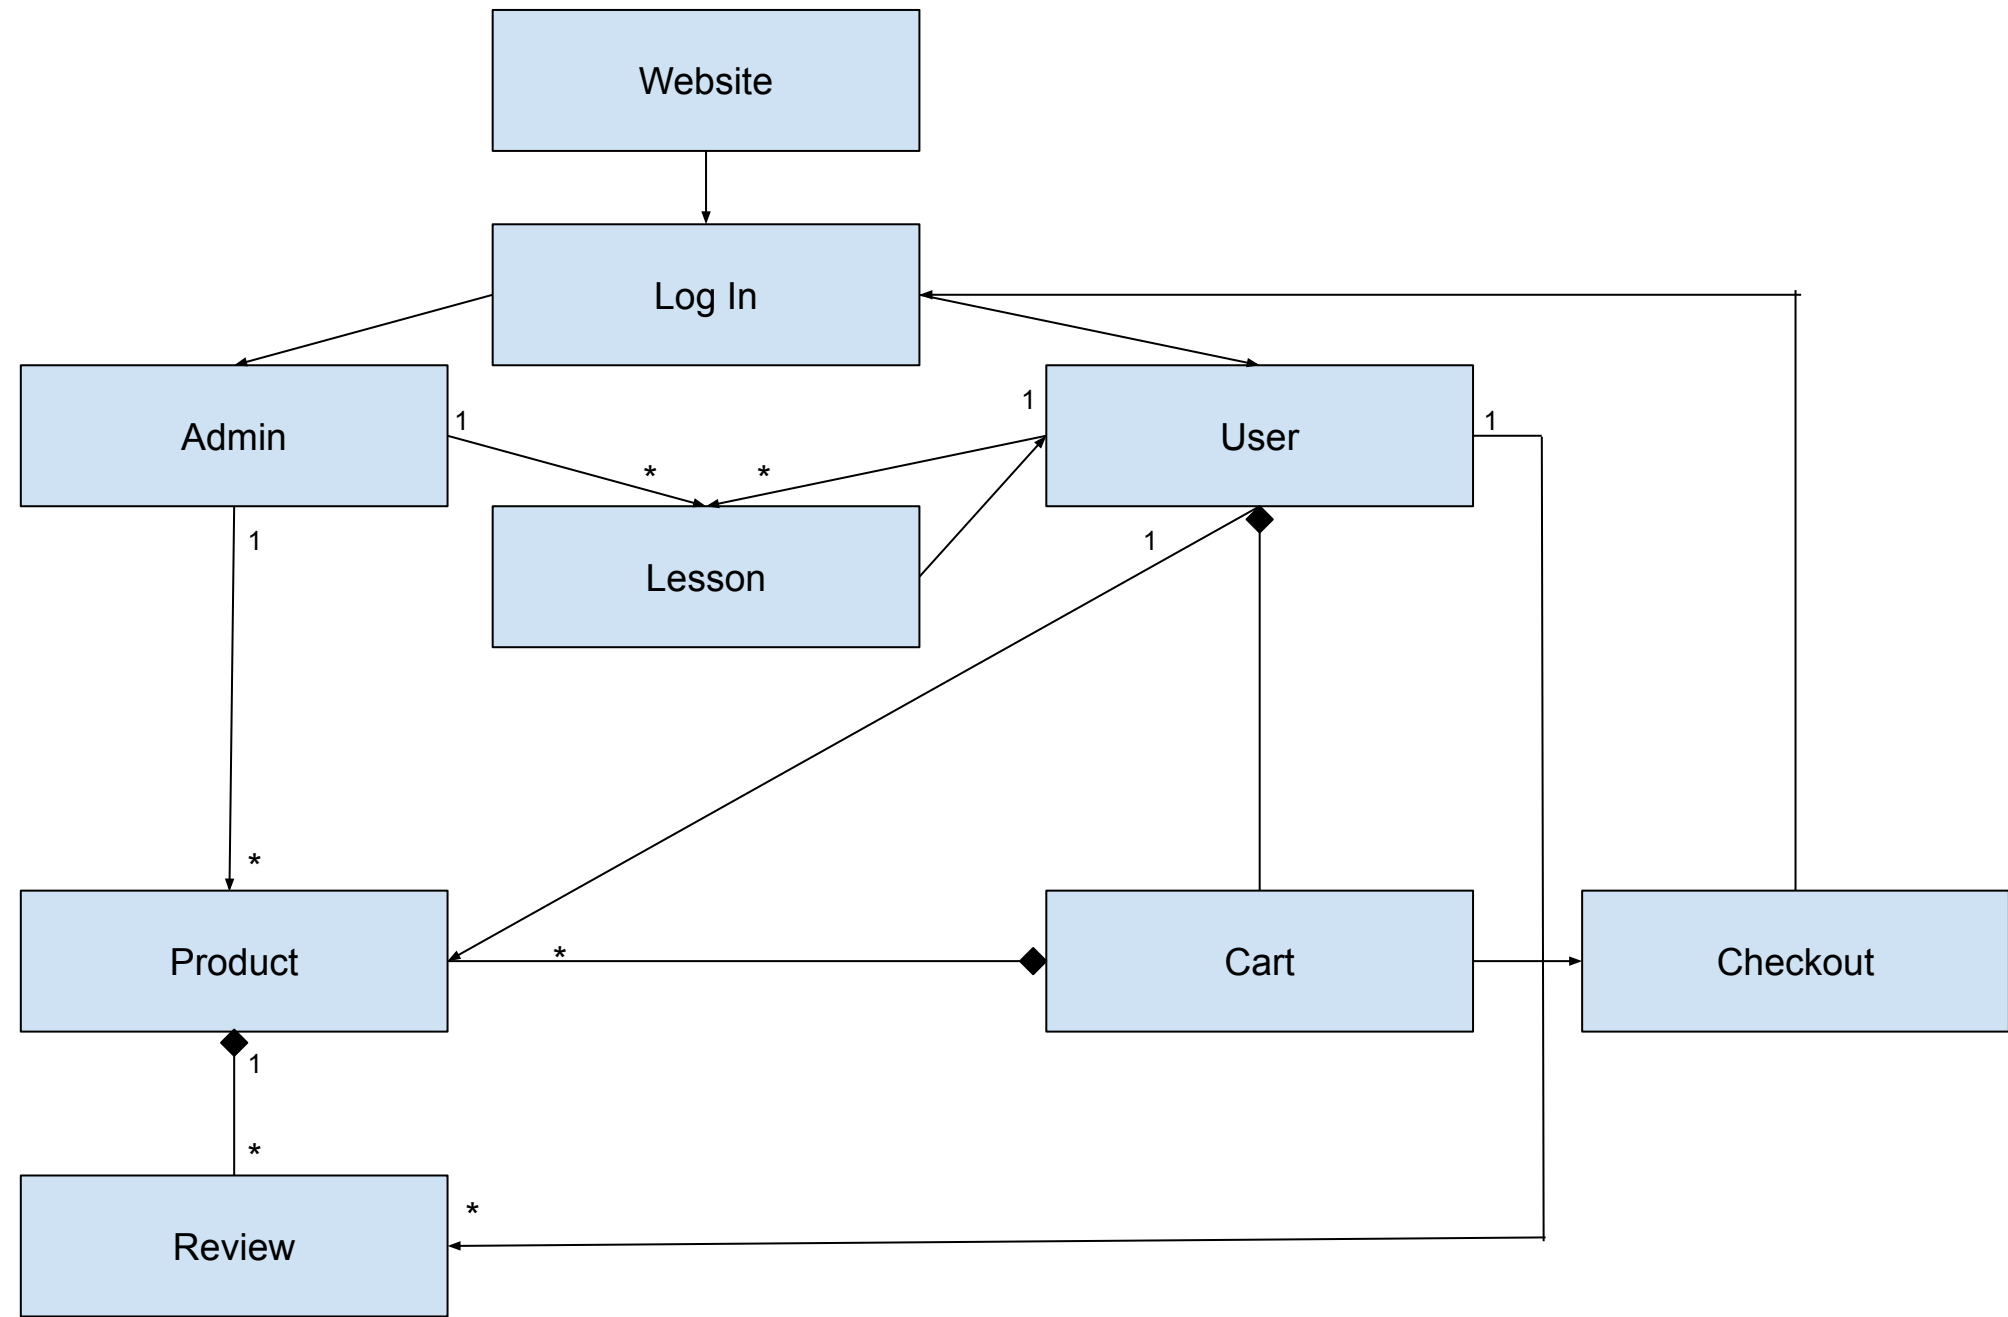 Website
Log In
Admin
1
1
User
1
*
*
Lesson
1
1
*
Product
*
Cart
Checkout
1
*
Review
*